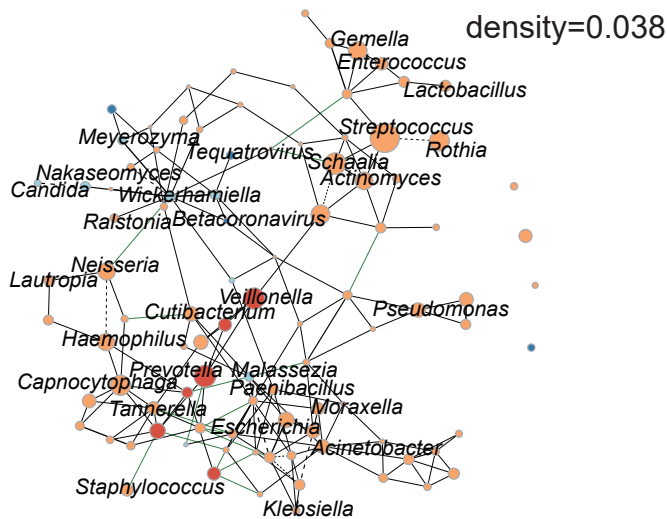 density=0.038
Gemella
Enterococcus
Lactobacillus
Streptococcus
Rothia
Meyerozyma
Tequatrovirus
Schaalia
Actinomyces
Nakaseomyces
Candida
Wickerhamiella
Ralstonia
Betacoronavirus
Neisseria
Lautropia
Veillonella
Cutibacterium
Pseudomonas
Haemophilus
Prevotella
Malassezia
Capnocytophaga
Paenibacillus
Tannerella
Moraxella
Escherichia
Acinetobacter
Staphylococcus
Klebsiella